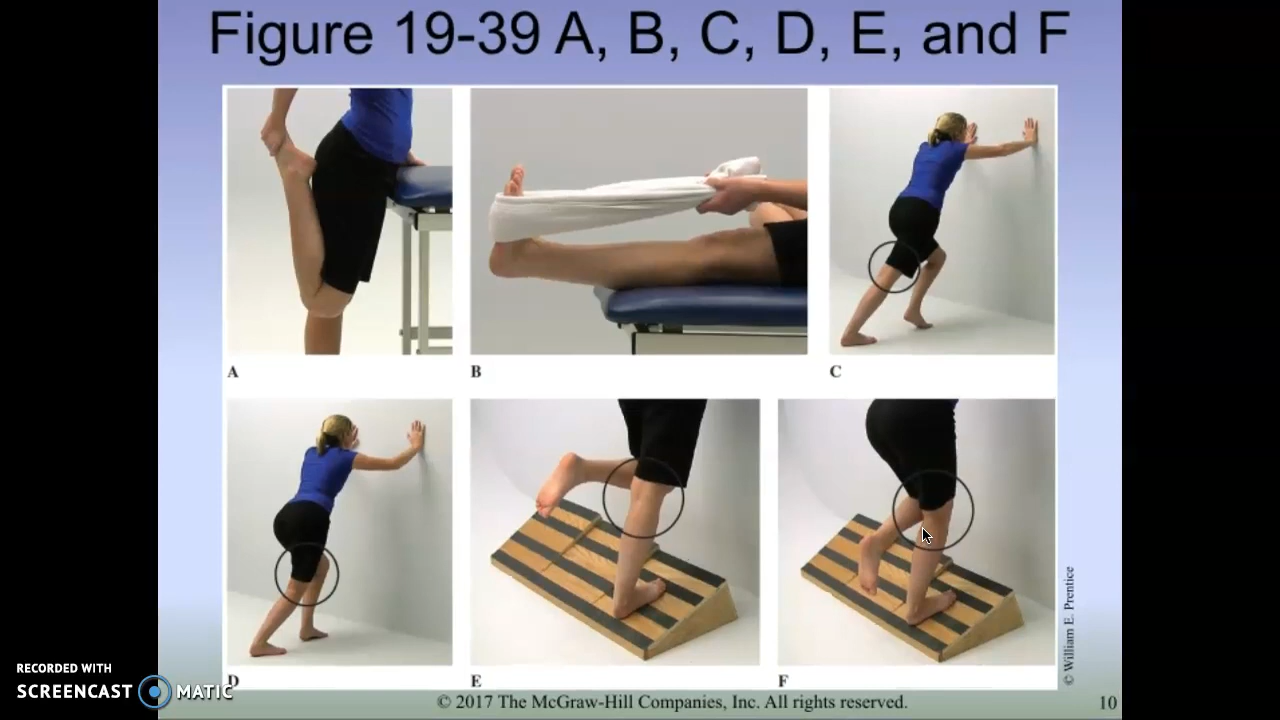 Figure 19-39 A, B, C, D, E, and F
A
B
C
D
E
F
© William E. Prentice
© 2017 The McGraw-Hill Companies, Inc. All rights reserved.
10
RECORDED WITH
SCREENCAST MATIC